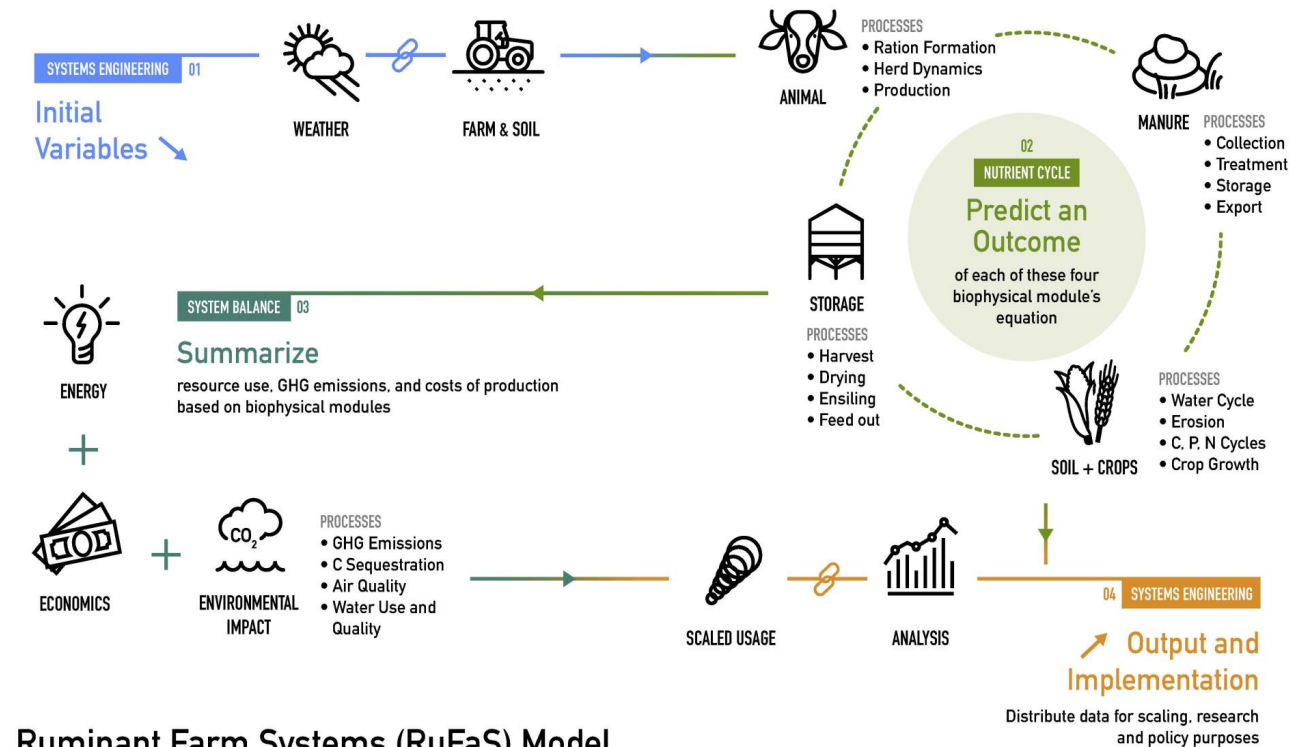 SYSTEMS ENGINEERING 01
Initial
Variables
WEATHER
FARM & SOIL
ANIMAL
PROCESSES
• Ration Formation
• Herd Dynamics
• Production
MANURE
PROCESSES
• Collection
• Treatment
• Storage
• Export
02
NUTRIENT CYCLE
Predict an
Outcome
of each of these four
biophysical module's
equation
STORAGE
PROCESSES
• Harvest
• Drying
• Ensiling
• Feed out
SOIL + CROPS
PROCESSES
• Water Cycle
• Erosion
• C, P, N Cycles
• Crop Growth
SYSTEM BALANCE 03
Summarize
resource use, GHG emissions, and costs of production
based on biophysical modules
ENERGY
+
ECONOMICS
+
CO₂
ENVIRONMENTAL
IMPACT
PROCESSES
• GHG Emissions
• C Sequestration
• Air Quality
• Water Use and
Quality
SCALED USAGE
ANALYSIS
04 SYSTEMS ENGINEERING
Output and
Implementation
Distribute data for scaling, research
and policy purposes
Ruminant Farm Systems (RuFaS) Model